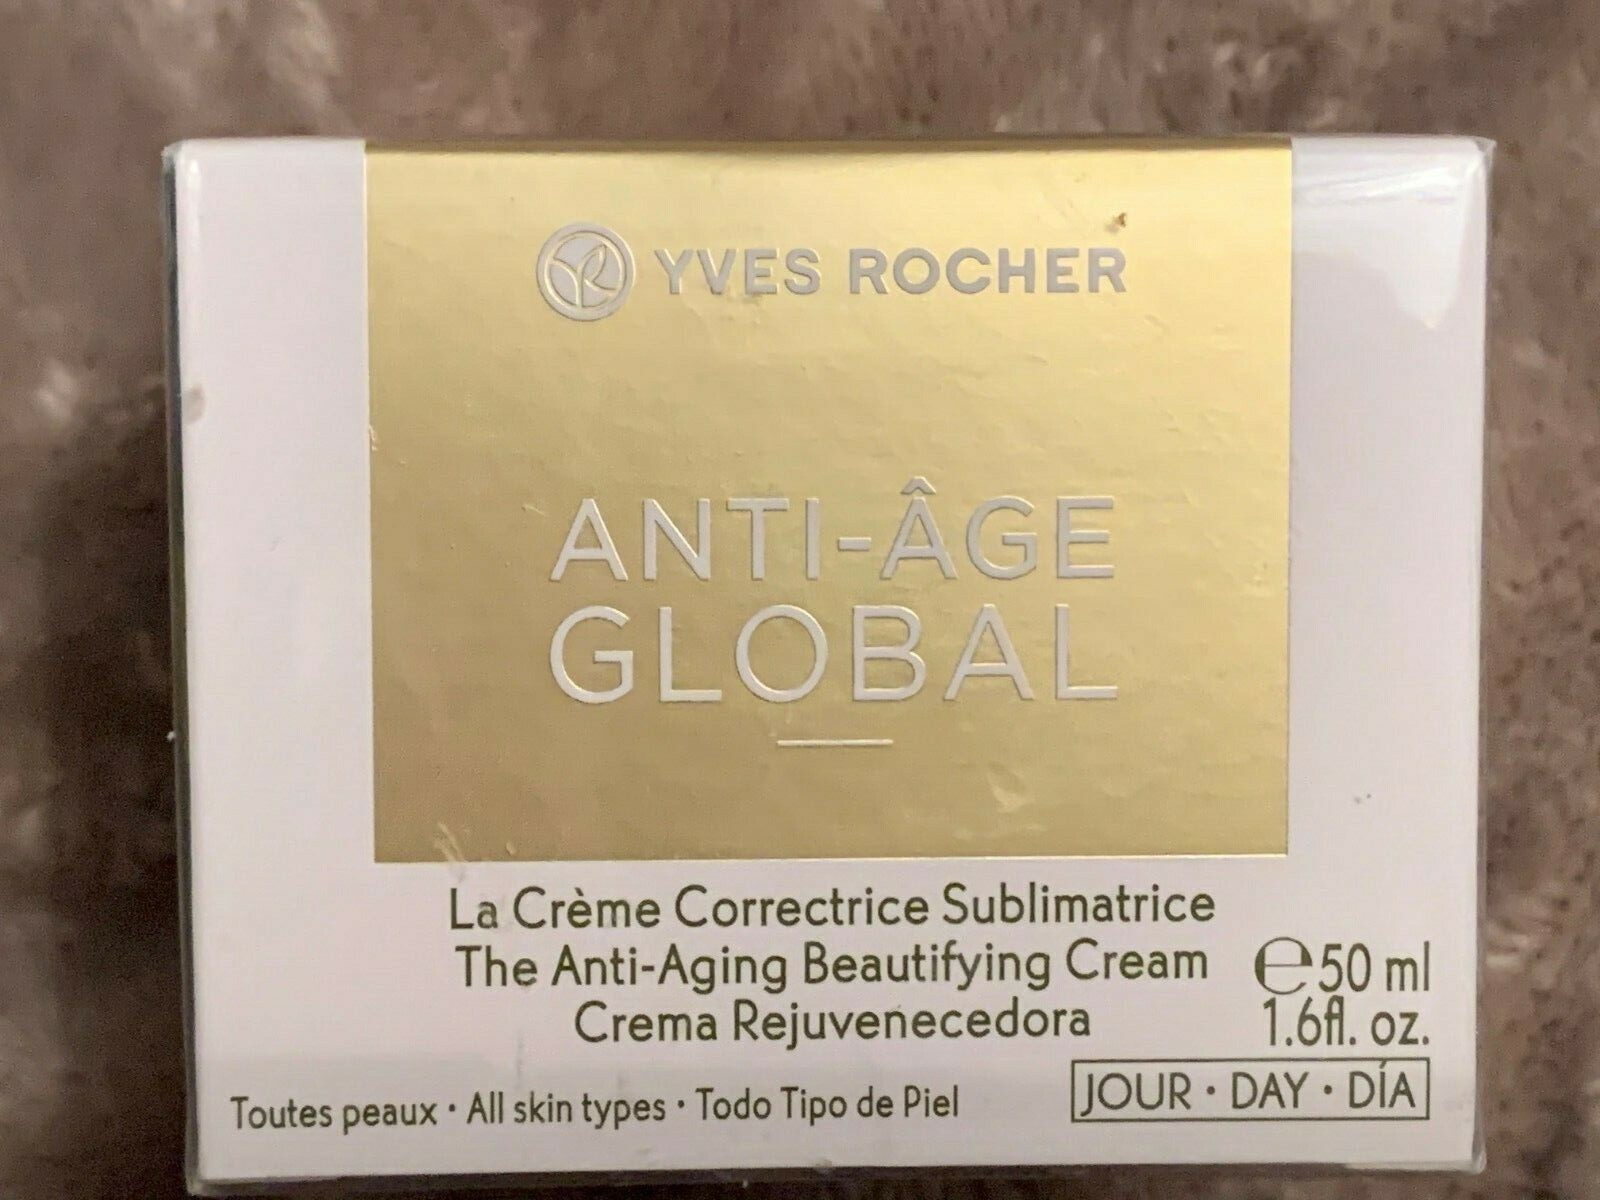 YVES ROCHER
ANTI-ÂGE
GLOBAL
La Crème Correctrice Sublimatrice
The Anti-Aging Beautifying Cream
Crema Rejuvenecedora
℮50 ml
1.6fl. oz.
Toutes peaux • All skin types • Todo Tipo de Piel
JOUR • DAY • DÍA